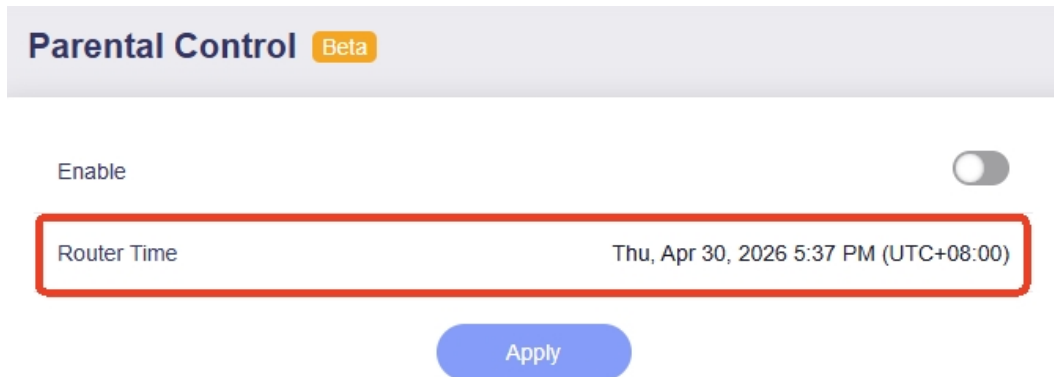 Parental Control Beta
Enable
Router Time Thu, Apr 30, 2026 5:37 PM (UTC+08:00)
Apply